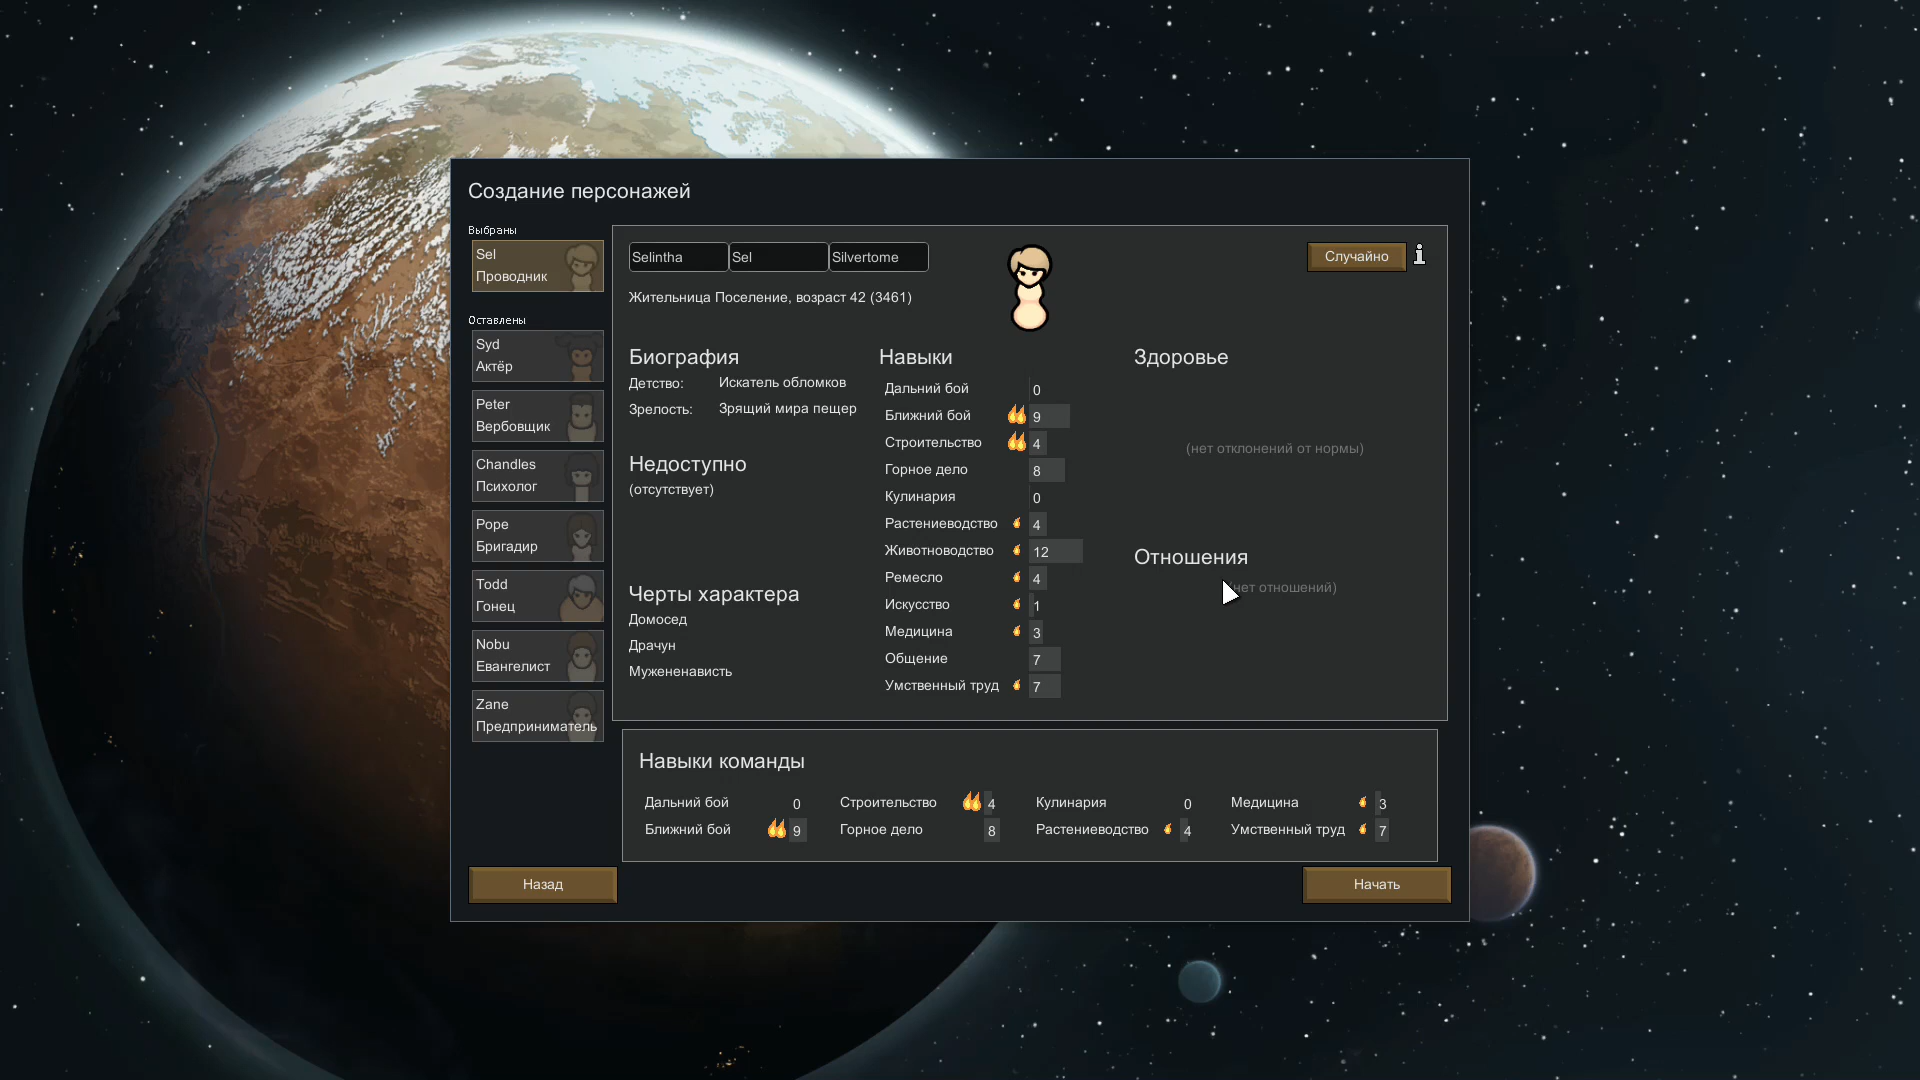 Создание персонажей
Выбраны
Sel
Проводник
Оставлены
Syd
Актёр
Peter
Вербовщик
Chandles
Психолог
Pope
Бригадир
Todd
Гонец
Nobu
Евангелист
Zane
Предприниматель
Selintha Sel Silvertome
Случайно
Жительница Поселение, возраст 42 (3461)
Биография
Детство: Искатель обломков
Зрелость: Зрящий мира пещер
Недоступно
(отсутствует)
Черты характера
Домосед
Драчун
Мужененависть
Навыки
Дальний бой 0
Ближний бой 9
Строительство 4
Горное дело 8
Кулинария 0
Растениеводство 4
Животноводство 12
Ремесло 4
Искусство 1
Медицина 3
Общение 7
Умственный труд 7
Здоровье
(нет отклонений от нормы)
Отношения
нет отношений)
Навыки команды
Дальний бой 0 Строительство 4 Кулинария 0 Медицина 3
Ближний бой 9 Горное дело 8 Растениеводство 4 Умственный труд 7
Назад
Начать